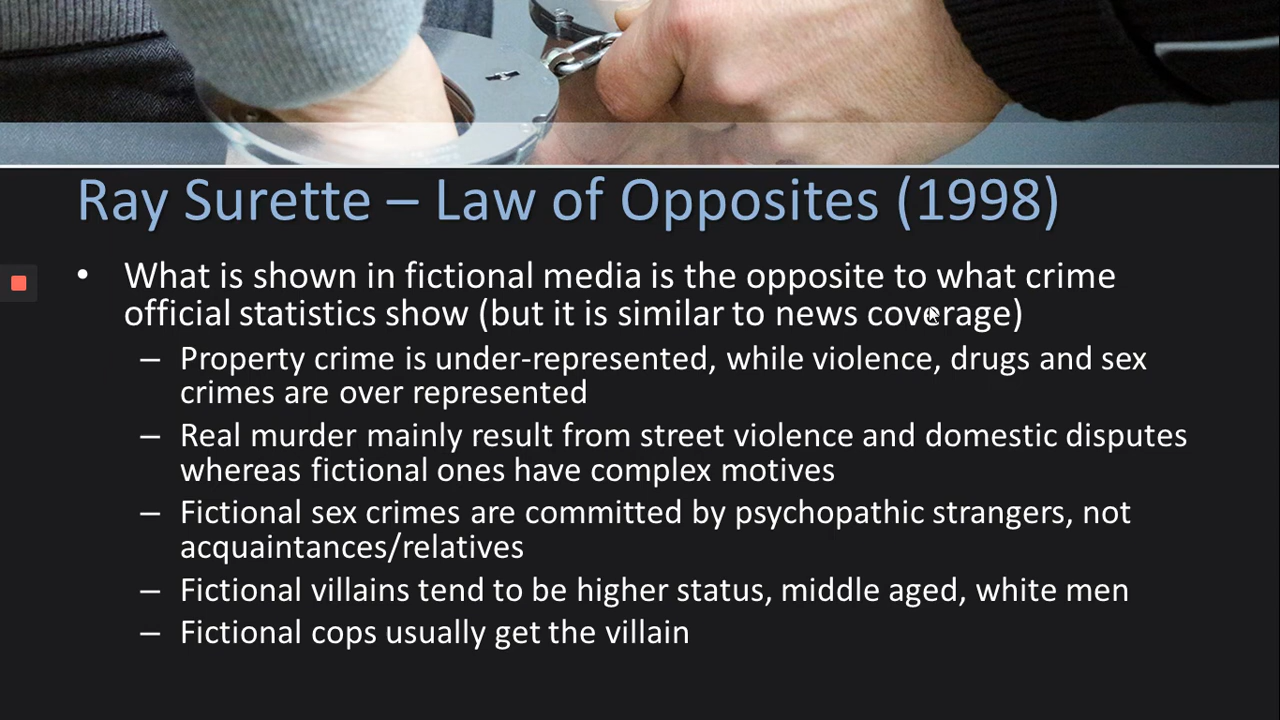 Ray Surette – Law of Opposites (1998)
• What is shown in fictional media is the opposite to what crime
official statistics show (but it is similar to news coverage)
– Property crime is under-represented, while violence, drugs and sex
crimes are over represented
– Real murder mainly result from street violence and domestic disputes
whereas fictional ones have complex motives
– Fictional sex crimes are committed by psychopathic strangers, not
acquaintances/relatives
– Fictional villains tend to be higher status, middle aged, white men
– Fictional cops usually get the villain